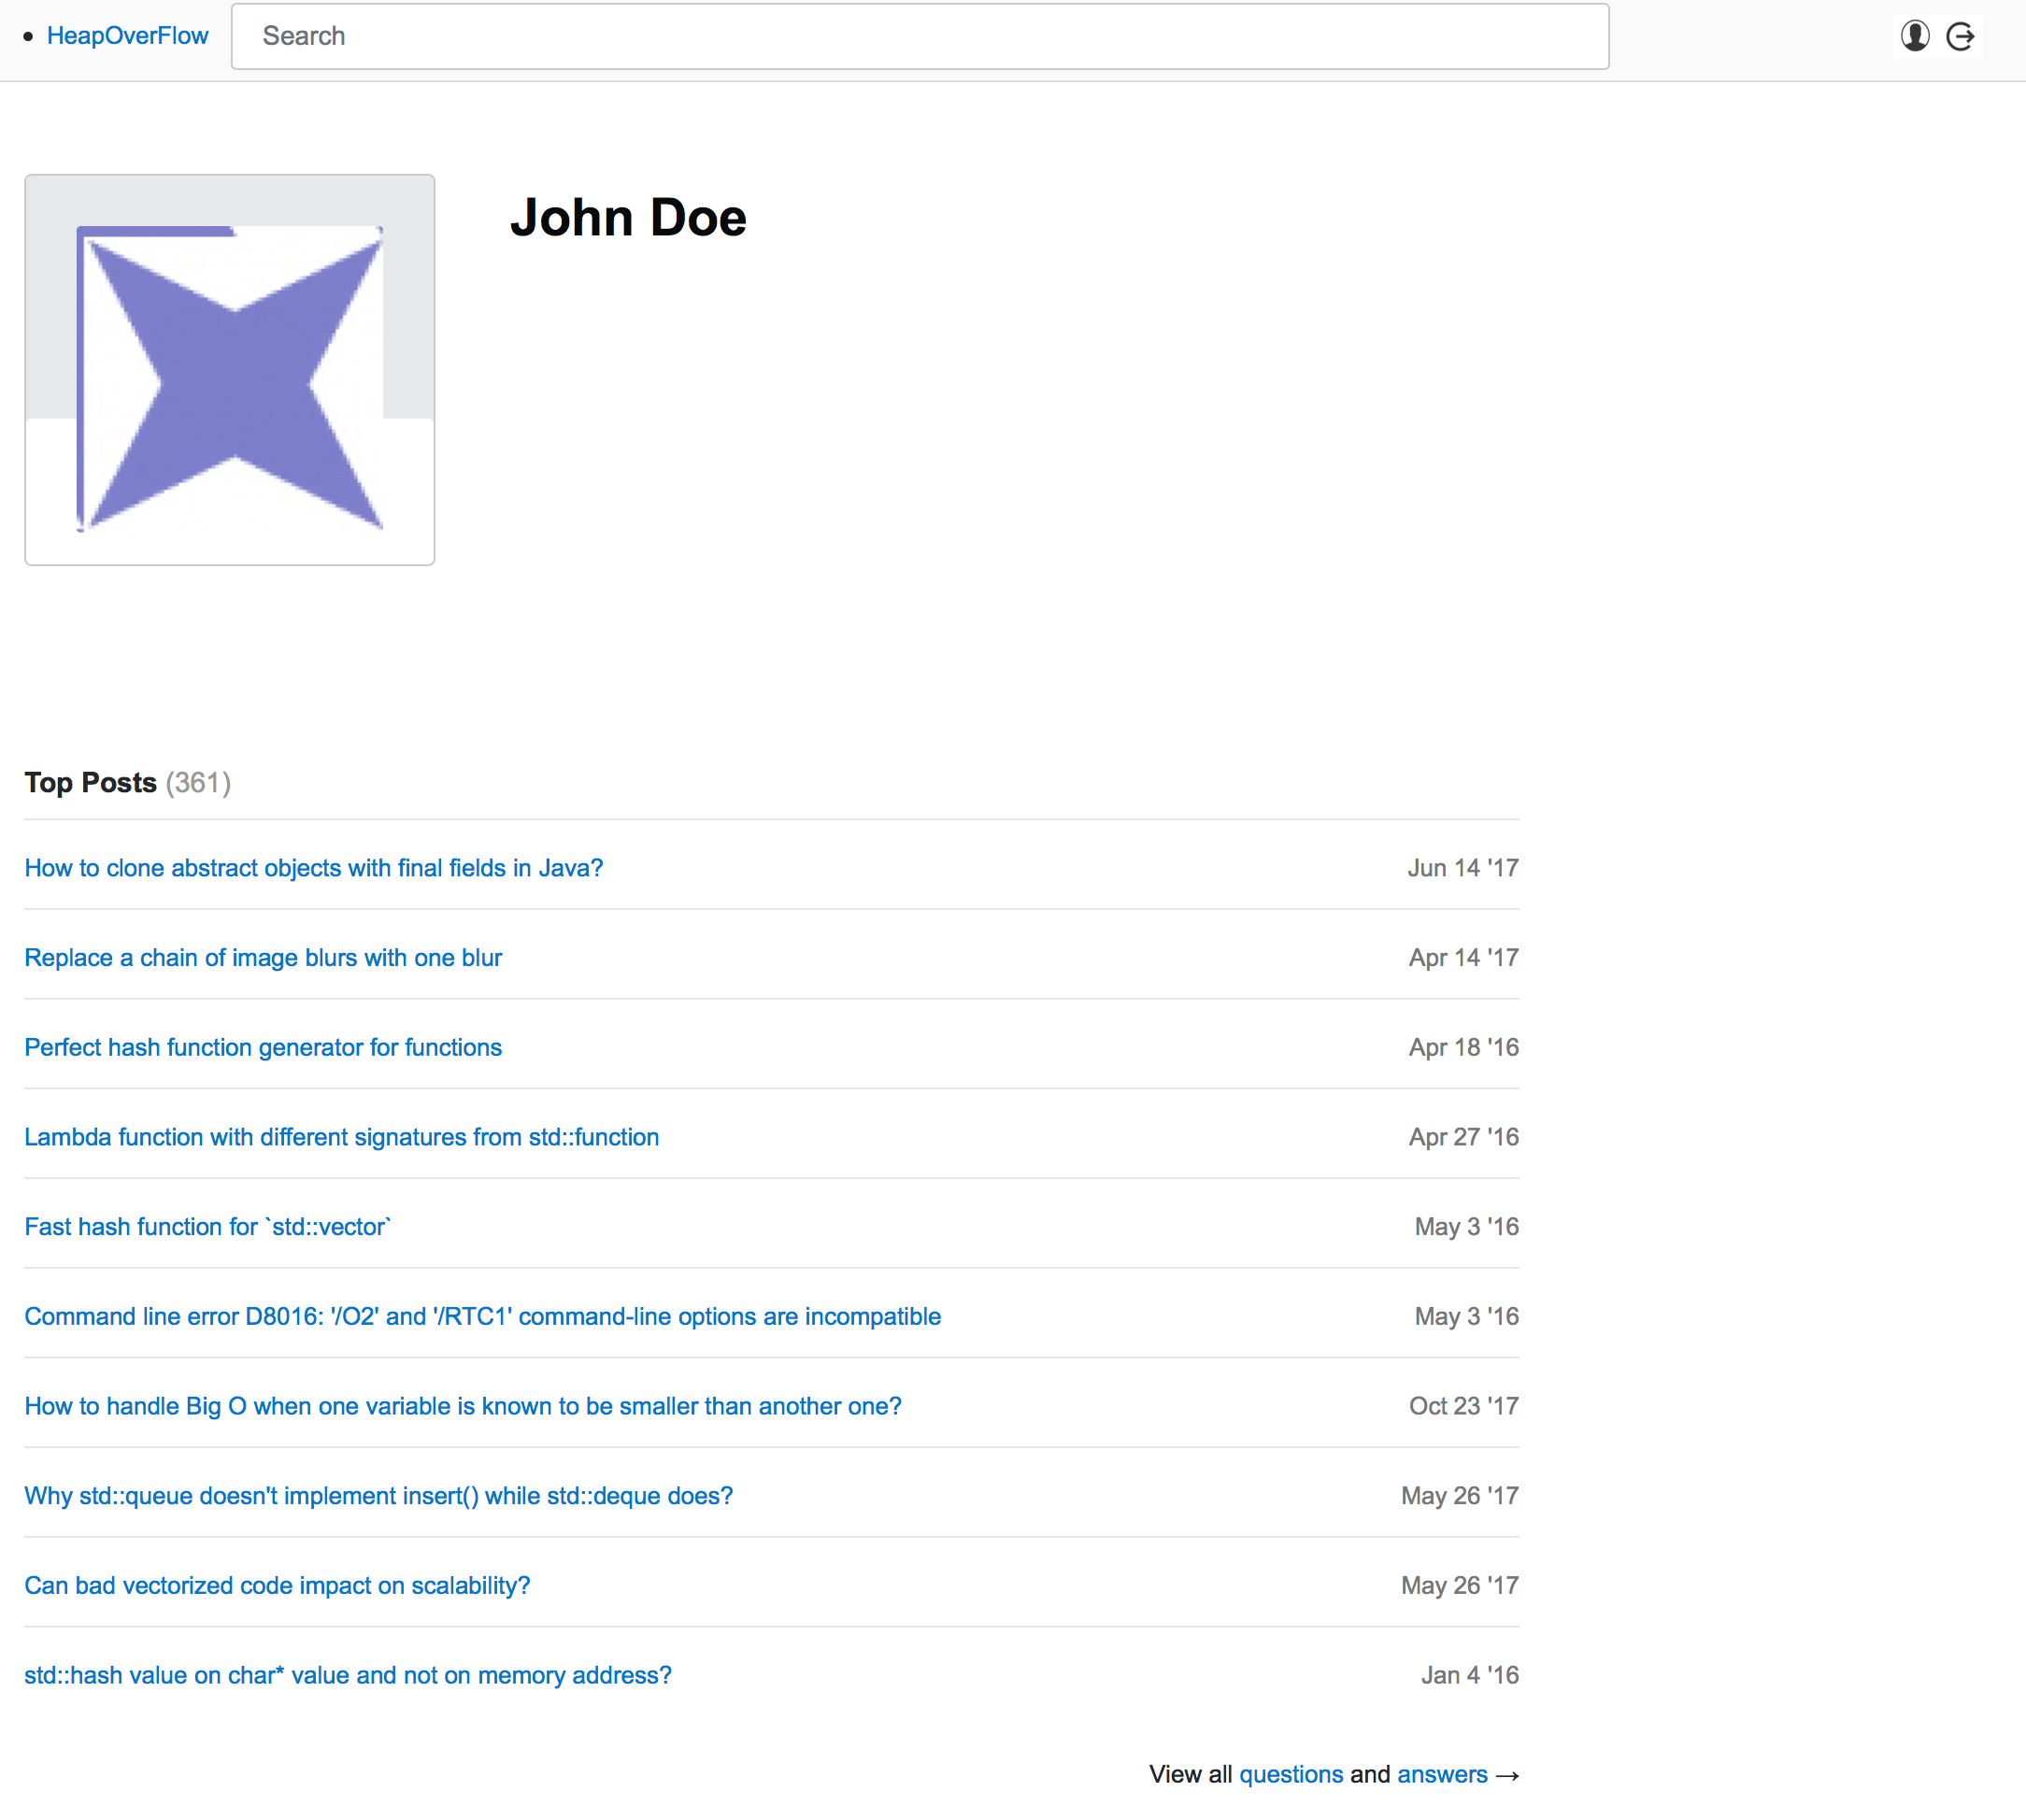 HeapOverFlow Search
John Doe
Top Posts (361)
How to clone abstract objects with final fields in Java? Jun 14 '17
Replace a chain of image blurs with one blur Apr 14 '17
Perfect hash function generator for functions Apr 18 '16
Lambda function with different signatures from std::function Apr 27 '16
Fast hash function for `std::vector` May 3 '16
Command line error D8016: '/O2' and '/RTC1' command-line options are incompatible May 3 '16
How to handle Big O when one variable is known to be smaller than another one? Oct 23 '17
Why std::queue doesn't implement insert() while std::deque does? May 26 '17
Can bad vectorized code impact on scalability? May 26 '17
std::hash value on char* value and not on memory address? Jan 4 '16
View all questions and answers →